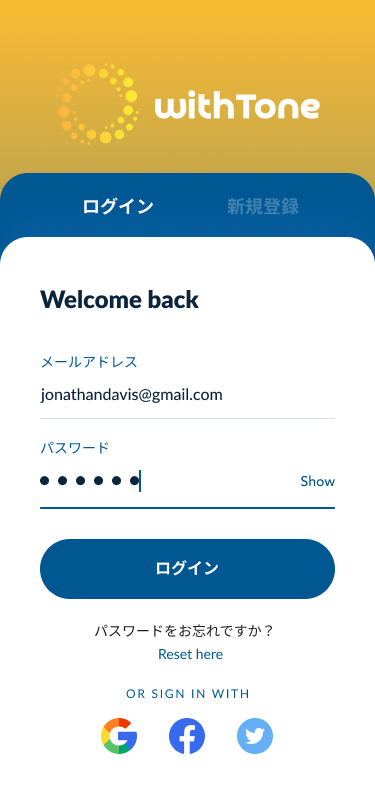 withTone
ログイン 新規登録
Welcome back
メールアドレス
jonathandavis@gmail.com
パスワード
Show
ログイン
パスワードをお忘れですか？
Reset here
OR SIGN IN WITH